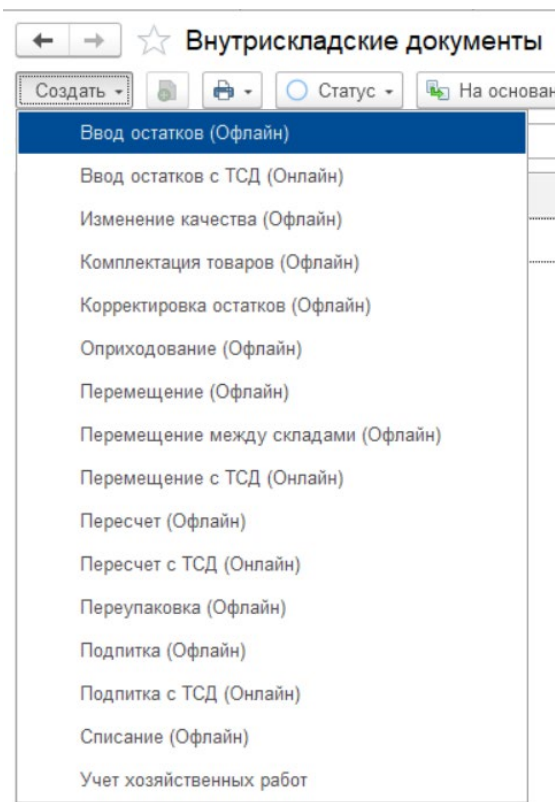 Внутрискладские документы
Создать Статус На основан
Ввод остатков (Офлайн)
Ввод остатков с ТСД (Онлайн)
Изменение качества (Офлайн)
Комплектация товаров (Офлайн)
Корректировка остатков (Офлайн)
Оприходование (Офлайн)
Перемещение (Офлайн)
Перемещение между складами (Офлайн)
Перемещение с ТСД (Онлайн)
Пересчет (Офлайн)
Пересчет с ТСД (Онлайн)
Переупаковка (Офлайн)
Подпитка (Офлайн)
Подпитка с ТСД (Онлайн)
Списание (Офлайн)
Учет хозяйственных работ